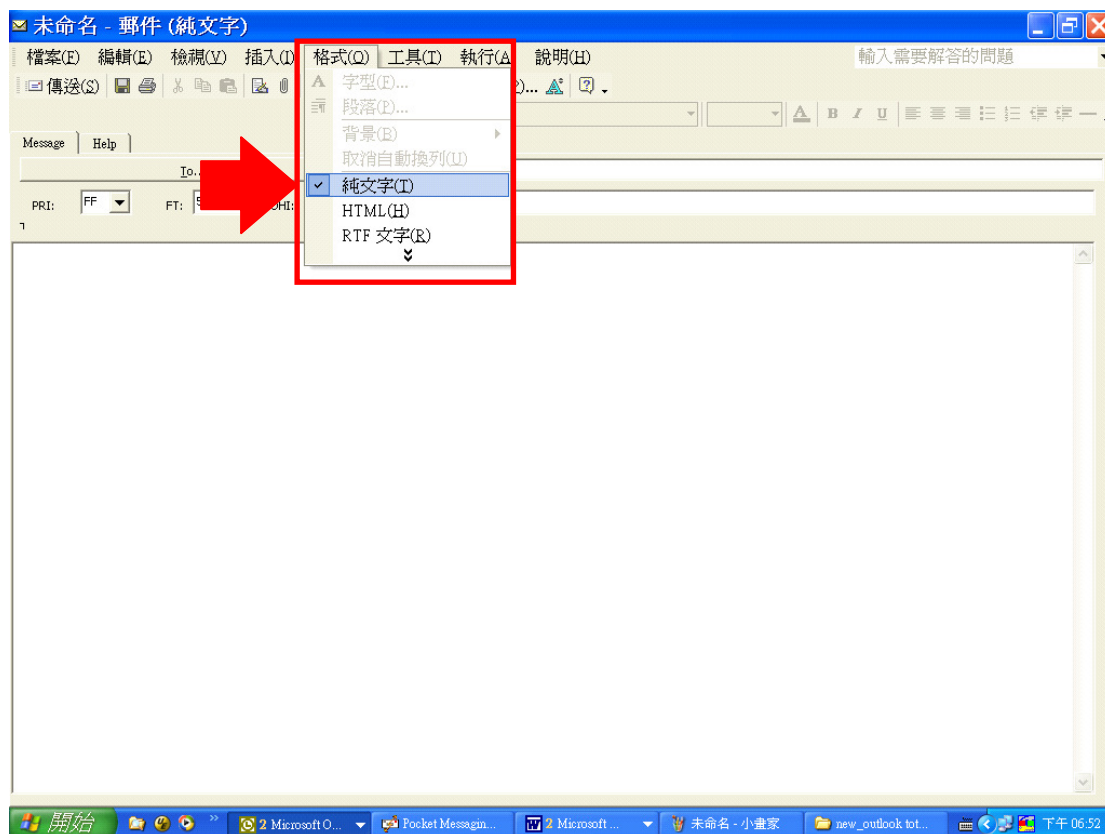 未命名 - 郵件 (純文字)
檔案(F) 編輯(E) 檢視(V) 插入(I) 格式(O) 工具(T) 執行(A 說明(H) 輸入需要解答的問題
傳送(S)
字型(F)...
段落(P)...
B I U
背景(B)
Message Help
取消自動換列(U)
To..
純文字(T)
PRI: FF FT:
HTML(H)
RTF 文字(R)
開始 2 Microsoft O... Pocket Messagin... 2 Microsoft ... 未命名 - 小畫家 new_outlook tot... 下午 06:52